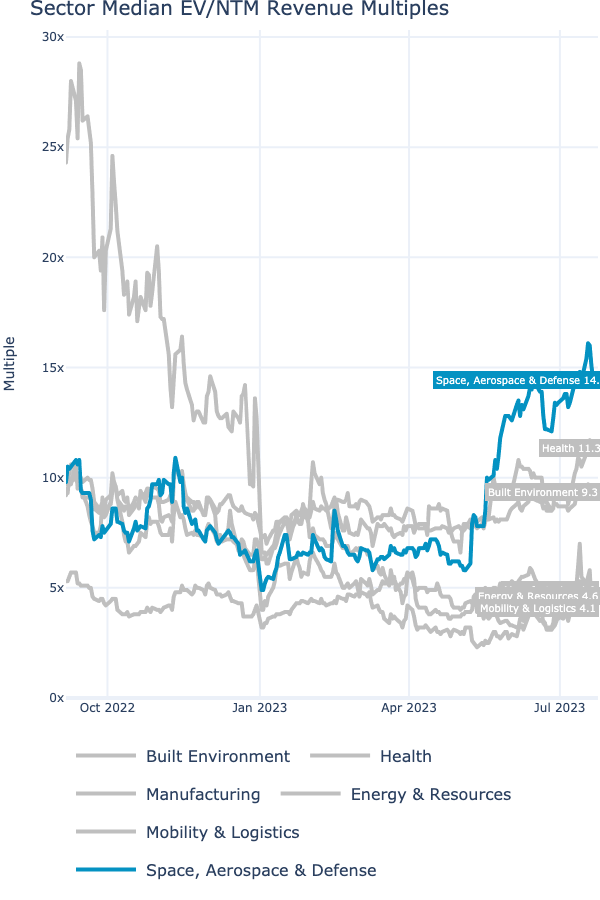 Sector Median EV/NTM Revenue Multiples
30x
25x
20x
15x
10x
5x
0x
Multiple
Space, Aerospace & Defense 14.
Health 11.3
Built Environment 9.3
Energy & Resources 4.6
Mobility & Logistics 4.1
Oct 2022
Jan 2023
Apr 2023
Jul 2023
Built Environment
Health
Manufacturing
Energy & Resources
Mobility & Logistics
Space, Aerospace & Defense